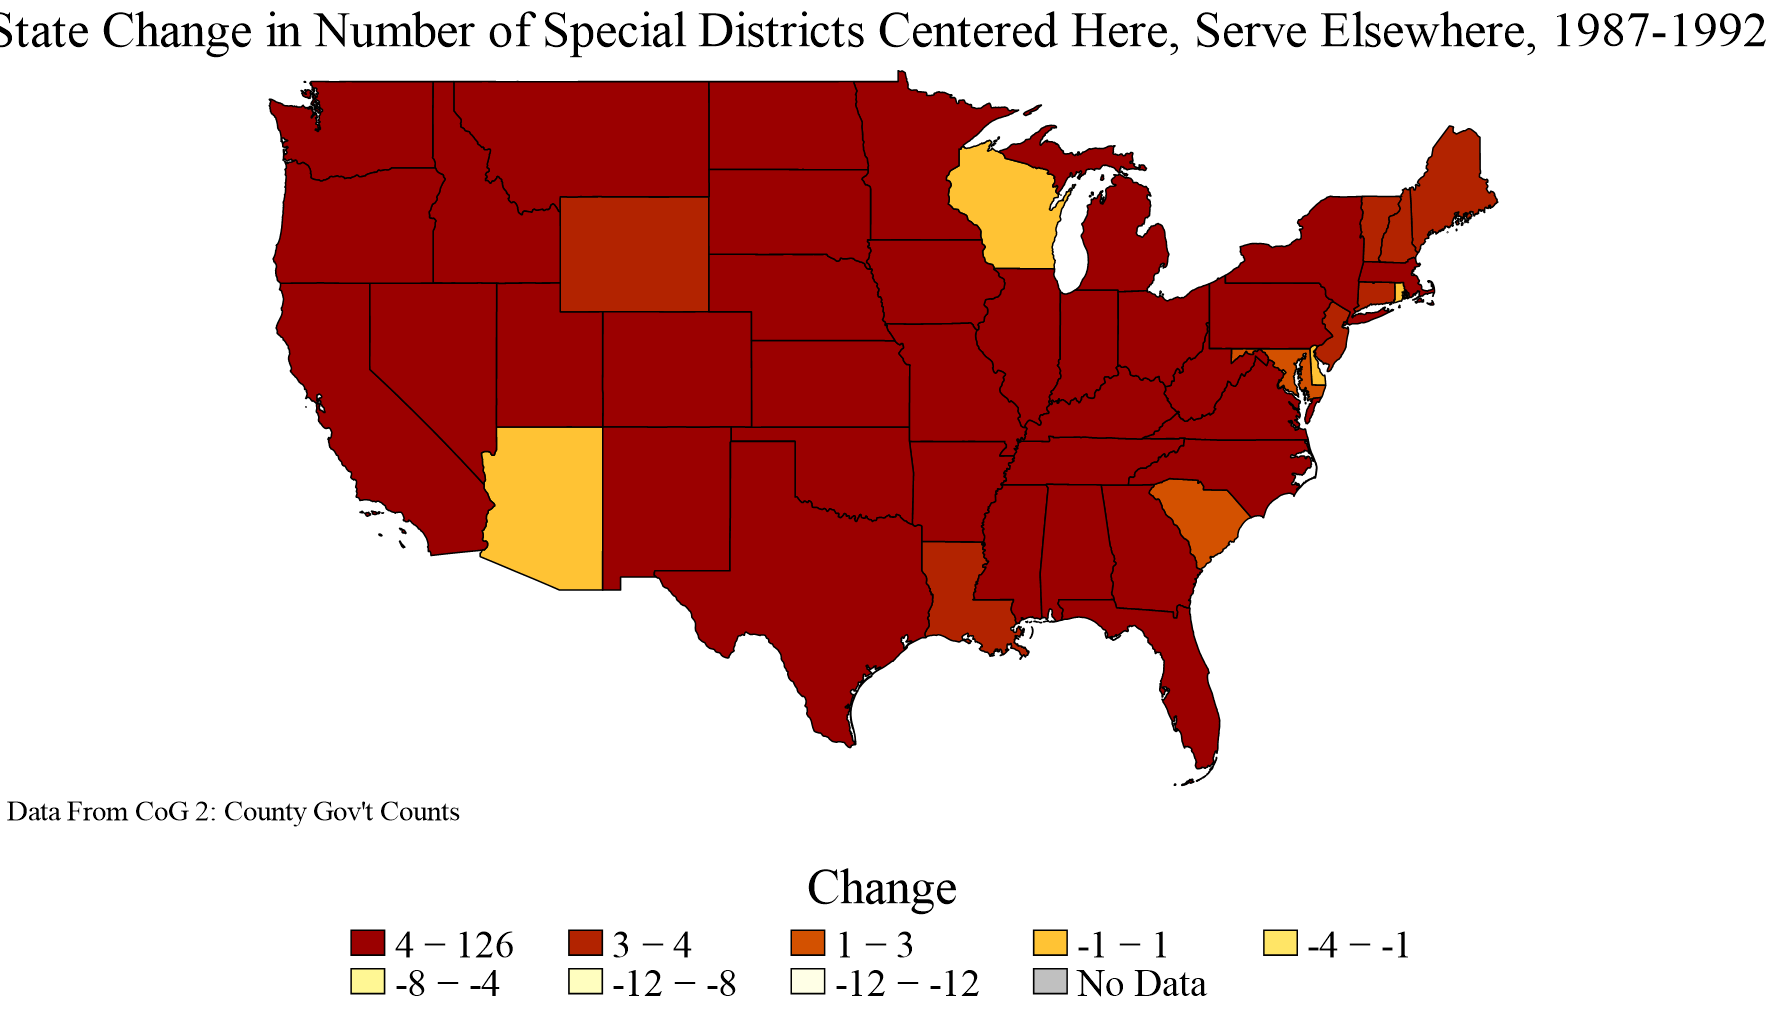 State Change in Number of Special Districts Centered Here, Serve Elsewhere, 1987-1992
Data From CoG 2: County Gov't Counts
Change
4 − 126
3 − 4
1 − 3
-1 − 1
-4 − -1
-8 − -4
-12 − -8
-12 − -12
No Data